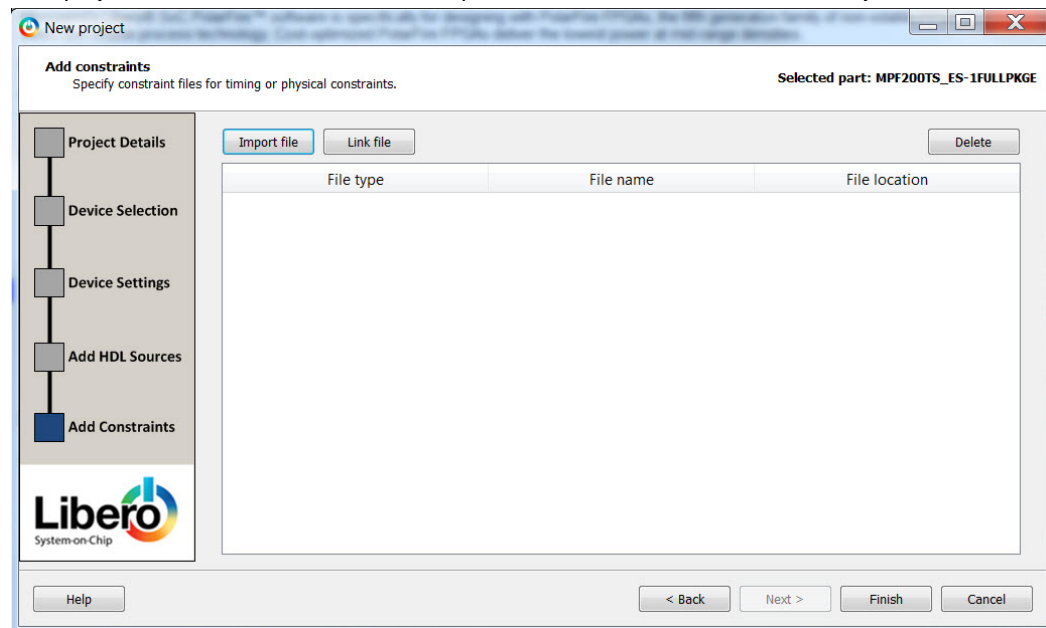 New project
Add constraints
Specify constraint files for timing or physical constraints.
Selected part: MPF200TS_ES-1FULLPKGE
Project Details
Device Selection
Device Settings
Add HDL Sources
Add Constraints
Import file
Link file
Delete
File type
File name
File location
Libero
System-on-Chip
Help
< Back
Next >
Finish
Cancel